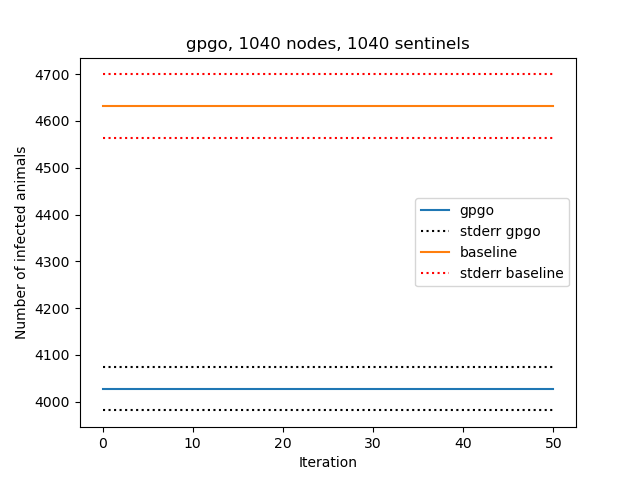 gpgo, 1040 nodes, 1040 sentinels
4700
4600
4500
4400
4300
4200
4100
4000
Number of infected animals
gpgo
stderr gpgo
baseline
stderr baseline
0 10 20 30 40 50
Iteration